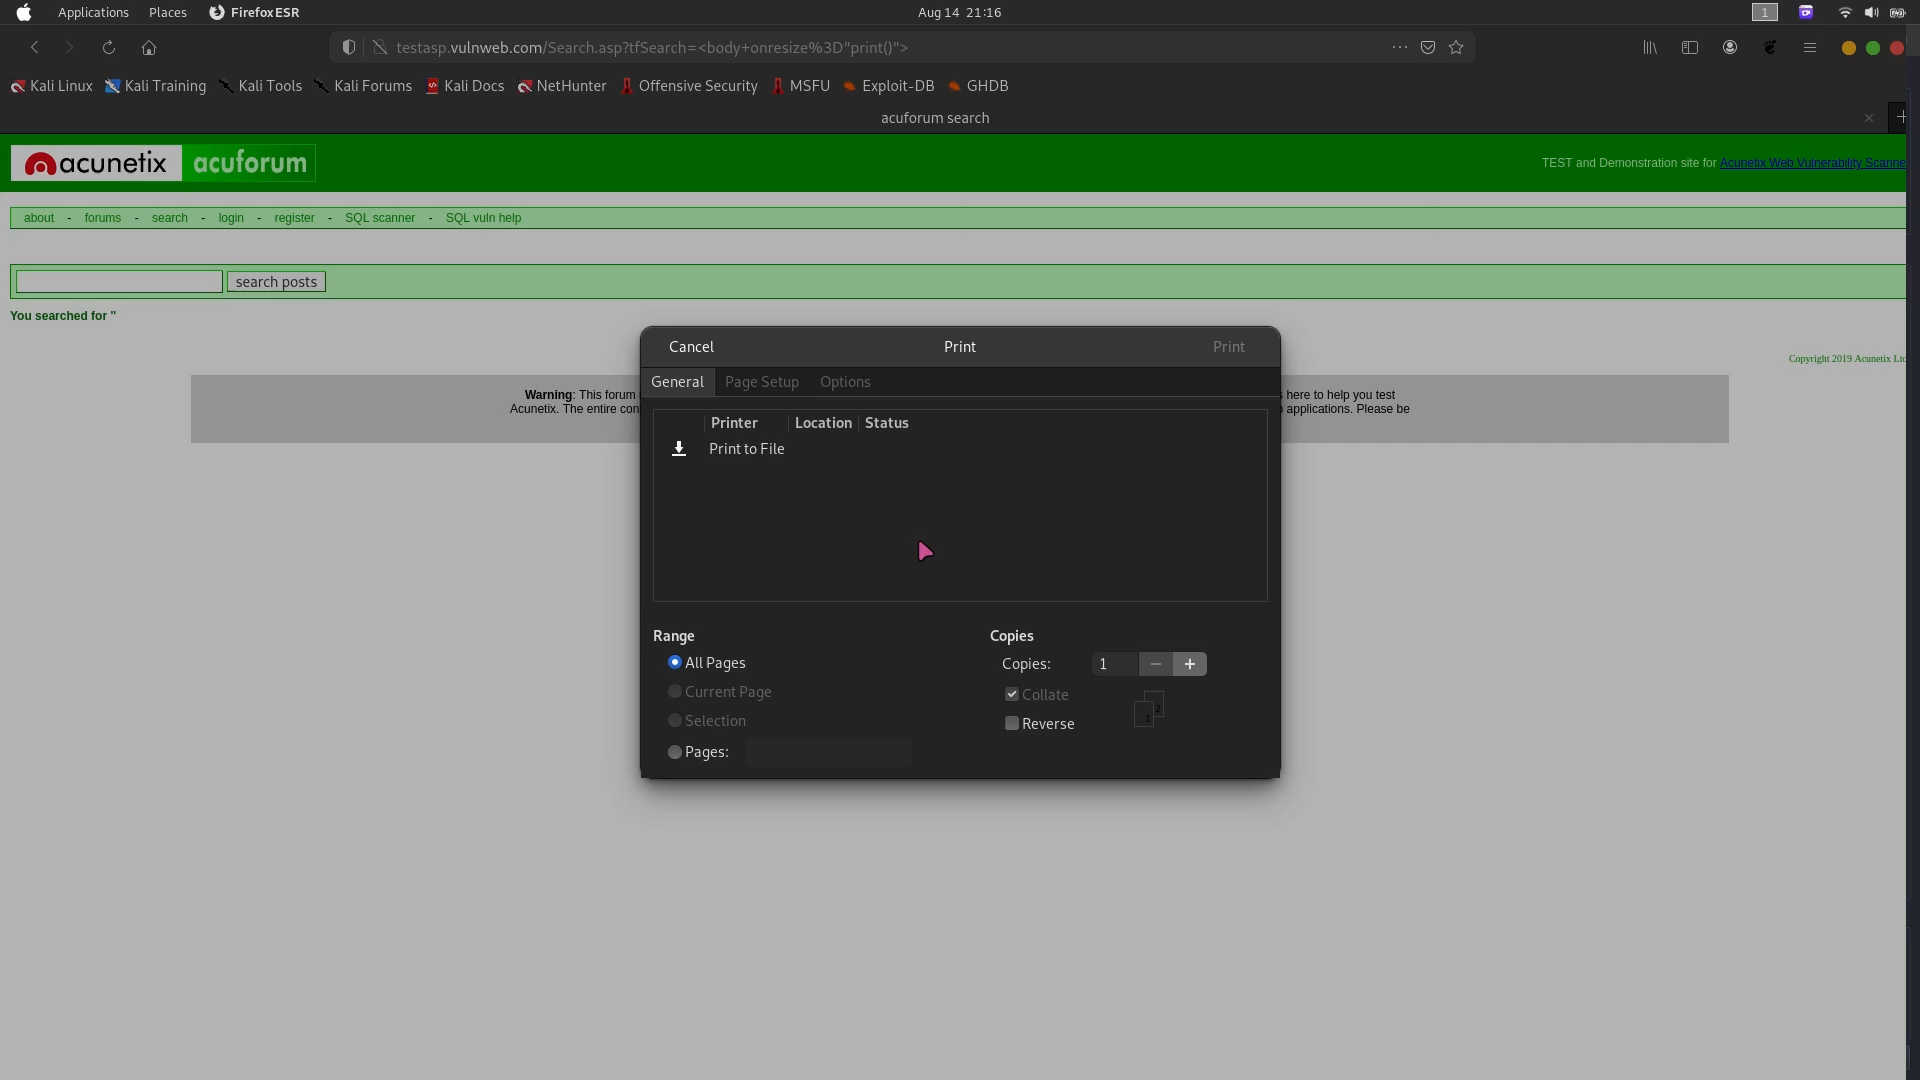 Applications Places Firefox ESR Aug 14 21:16 1
testasp.vulnweb.com/Search.asp?tfSearch=<body+onresize%3D"print()">
Kali Linux Kali Training Kali Tools Kali Forums Kali Docs NetHunter Offensive Security MSFU Exploit-DB GHDB
acuforum search
acunetix acuforum TEST and Demonstration site for Acunetix Web Vulnerability Scanne
about - forums - search - login - register - SQL scanner - SQL vuln help
search posts
You searched for ''
Copyright 2019 Acunetix Ltd
Warning: This forum
s here to help you test
Acunetix. The entire con
applications. Please be
Cancel Print Print
General Page Setup Options
Printer Location Status
Print to File
Range Copies
All Pages Copies: 1
Current Page Collate
Selection Reverse
Pages:
1 2